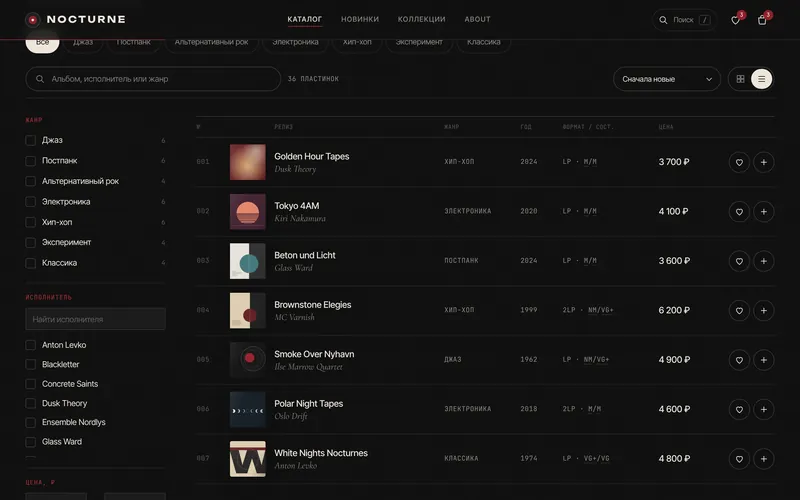 NOCTURNE
КАТАЛОГ НОВИНКИ КОЛЛЕКЦИИ ABOUT
Поиск / 3 3
Все Джаз Постпанк Альтернативный рок Электроника Хип-хоп Эксперимент Классика
Альбом, исполнитель или жанр 36 ПЛАСТИНОК Сначала новые
ЖАНР
Джаз 6
Постпанк 6
Альтернативный рок 4
Электроника 6
Хип-хоп 6
Эксперимент 4
Классика 4
ИСПОЛНИТЕЛЬ
Найти исполнителя
Anton Levko
Blackletter
Concrete Saints
Dusk Theory
Ensemble Nordlys
Glass Ward
ЦЕНА, ₽
№ РЕЛИЗ ЖАНР ГОД ФОРМАТ / СОСТ. ЦЕНА
001 Golden Hour Tapes ХИП-ХОП 2024 LP · M/M 3 700 ₽
Dusk Theory
002 Tokyo 4AM ЭЛЕКТРОНИКА 2020 LP · M/M 4 100 ₽
Kiri Nakamura
003 Beton und Licht ПОСТПАНК 2024 LP · M/M 3 600 ₽
Glass Ward
004 Brownstone Elegies ХИП-ХОП 1999 2LP · NM/VG+ 6 200 ₽
MC Varnish
005 Smoke Over Nyhavn ДЖАЗ 1962 LP · NM/VG+ 4 900 ₽
Ilse Marrow Quartet
006 Polar Night Tapes ЭЛЕКТРОНИКА 2018 2LP · M/M 4 600 ₽
Oslo Drift
007 White Nights Nocturnes КЛАССИКА 1974 LP · VG+/VG 4 800 ₽
Anton Levko